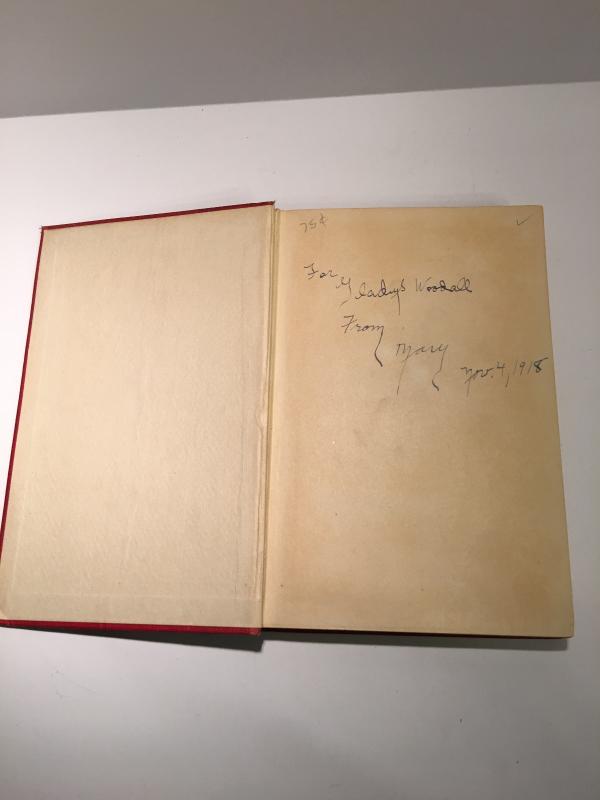 75¢
For
Gladys Woodall
From
Mary
Nov. 4, 1918